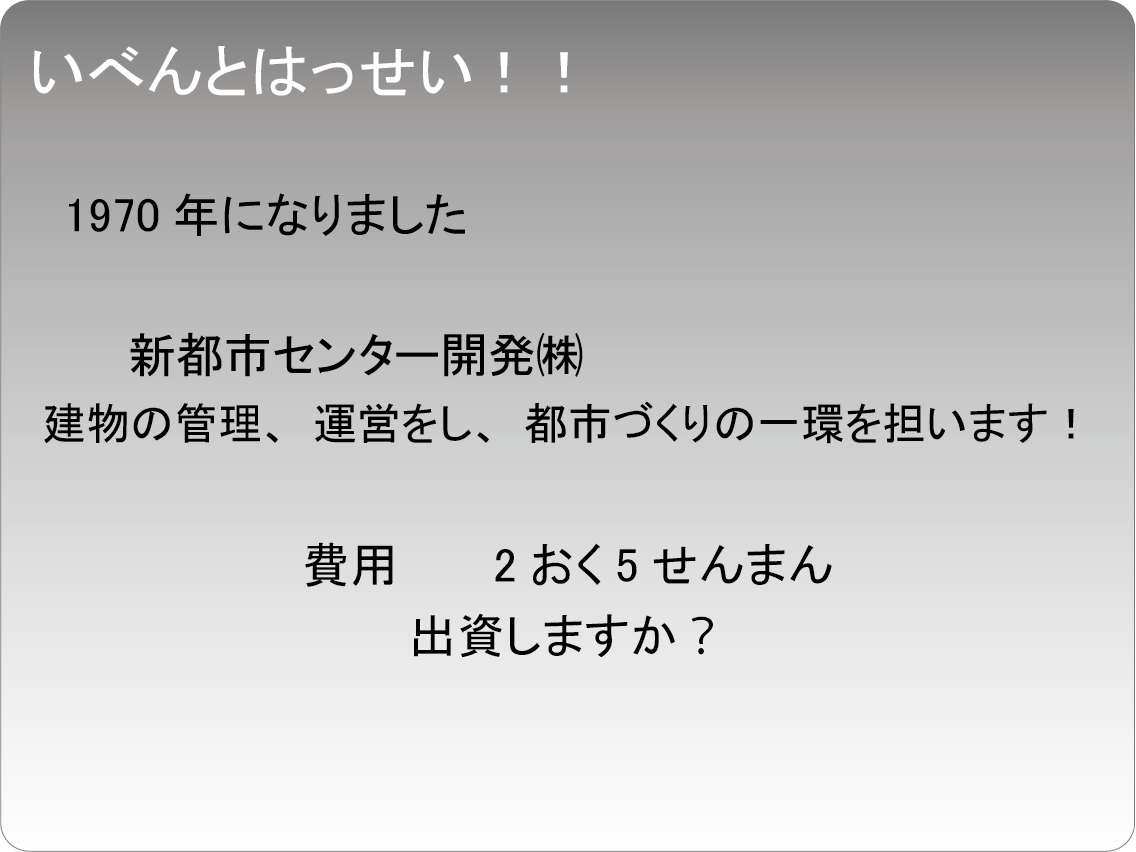 いべんとはっせい！！
1970 年になりました
新都市センター開発㈱
建物の管理、 運営をし、 都市づくりの一環を担います！
費用　　2 おく 5 せんまん
出資しますか？